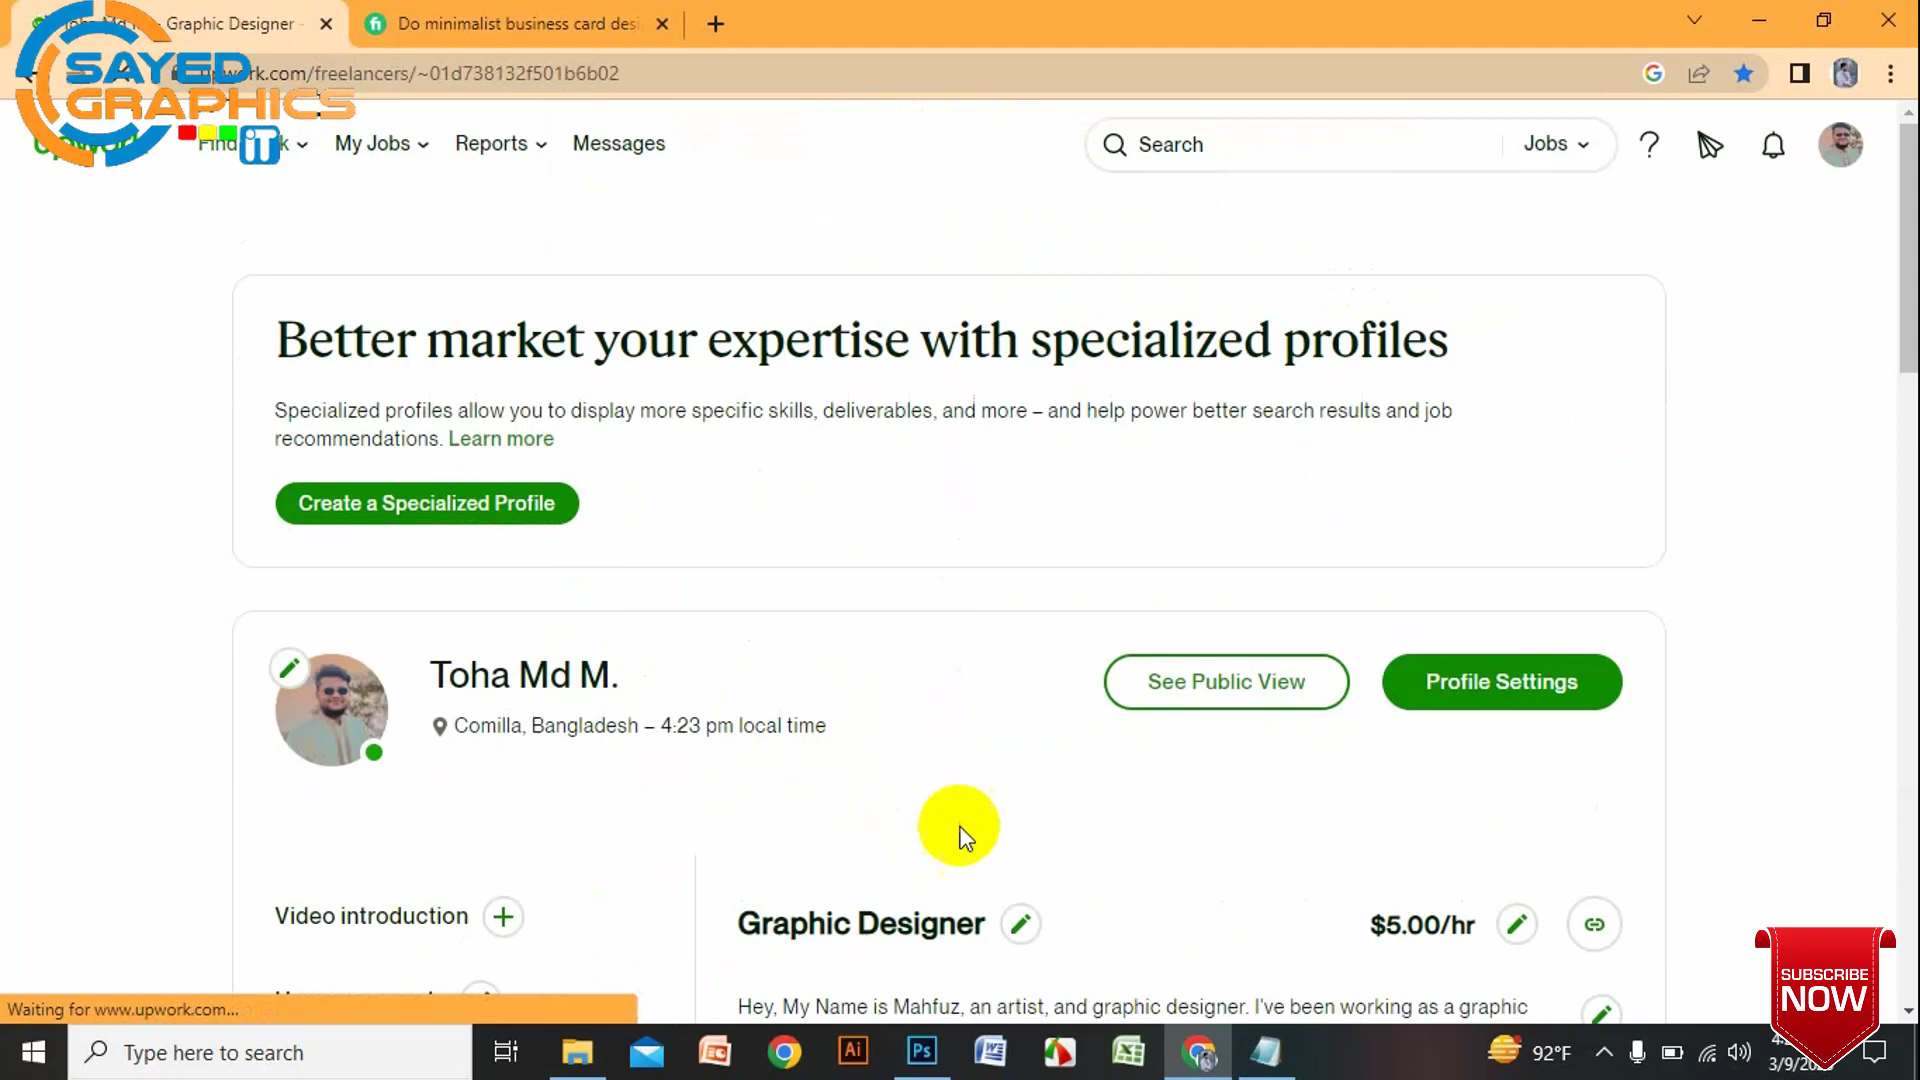 Graphic Designer
Do minimalist business card des
SAYED
GRAPHICS
iT
upwork.com/freelancers/~01d738132f501b6b02
My Jobs
Reports
Messages
Search
Jobs
Better market your expertise with specialized profiles
Specialized profiles allow you to display more specific skills, deliverables, and more – and help power better search results and job
recommendations. Learn more
Create a Specialized Profile
Toha Md M.
Comilla, Bangladesh – 4:23 pm local time
See Public View
Profile Settings
Video introduction
Graphic Designer
$5.00/hr
Hey, My Name is Mahfuz, an artist, and graphic designer. I've been working as a graphic
Waiting for www.upwork.com...
SUBSCRIBE
NOW
Type here to search
92°F